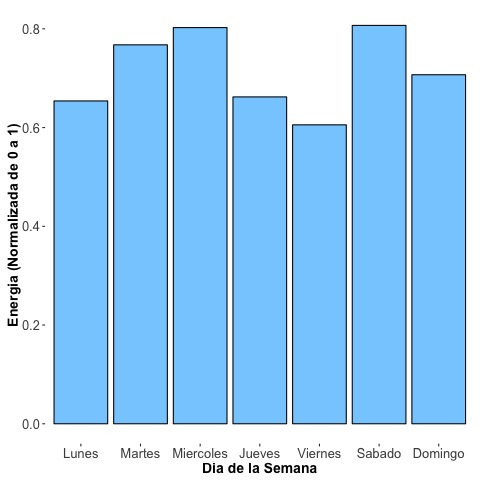 Energia (Normalizada de 0 a 1)
0.8
0.6
0.4
0.2
0.0
Lunes Martes Miercoles Jueves Viernes Sabado Domingo
Dia de la Semana